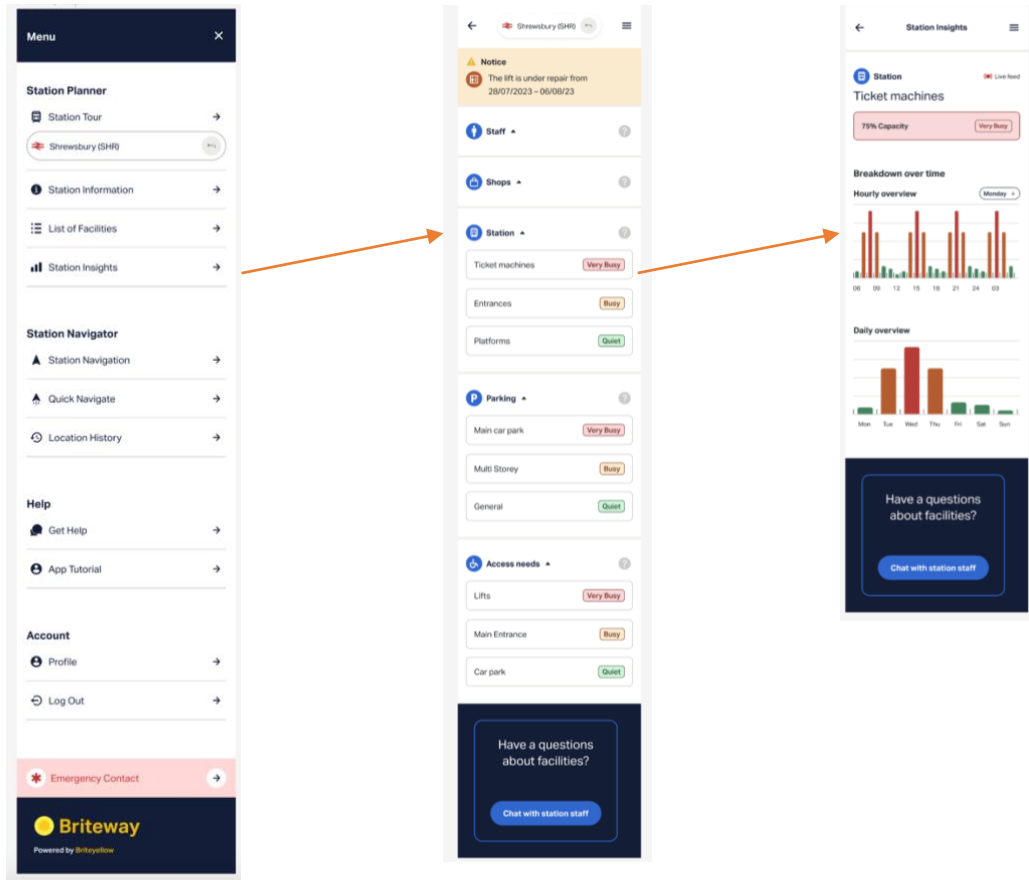 Menu
Station Planner
Station Tour
Shrewsbury (SHR)
Station Information
List of Facilities
Station Insights
Station Navigator
Station Navigation
Quick Navigate
Location History
Help
Get Help
App Tutorial
Account
Profile
Log Out
Emergency Contact
Briteway
Powered by Briteyellow
Shrewsbury (SHR)
Notice
The lift is under repair from
28/07/2023 – 06/08/23
Staff
Shops
Station
Ticket machines Very Busy
Entrances Busy
Platforms Quiet
P Parking
Main car park Very Busy
Multi Storey Busy
General Quiet
Access needs
Lifts Very Busy
Main Entrance Busy
Car park Quiet
Have a questions
about facilities?
Chat with station staff
Station Insights
Station Live feed
Ticket machines
75% Capacity Very Busy
Breakdown over time
Hourly overview Monday
06 09 12 15 18 21 24 03
Daily overview
Mon Tue Wed Thu Fri Sat Sun
Have a questions
about facilities?
Chat with station staff